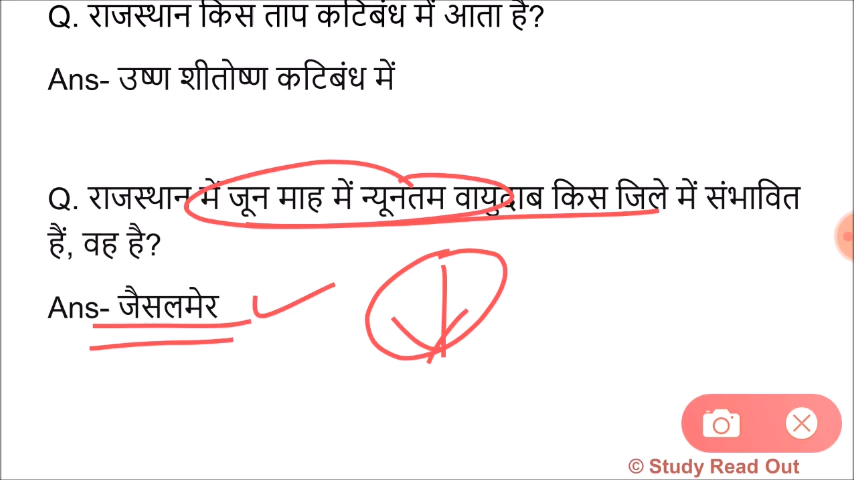 Q. राजस्थान किस ताप कटिबंध में आता है?
Ans- उष्ण शीतोष्ण कटिबंध में
Q. राजस्थान में जून माह में न्यूनतम वायुदाब किस जिले में संभावित
हैं, वह है?
Ans- जैसलमेर
© Study Read Out